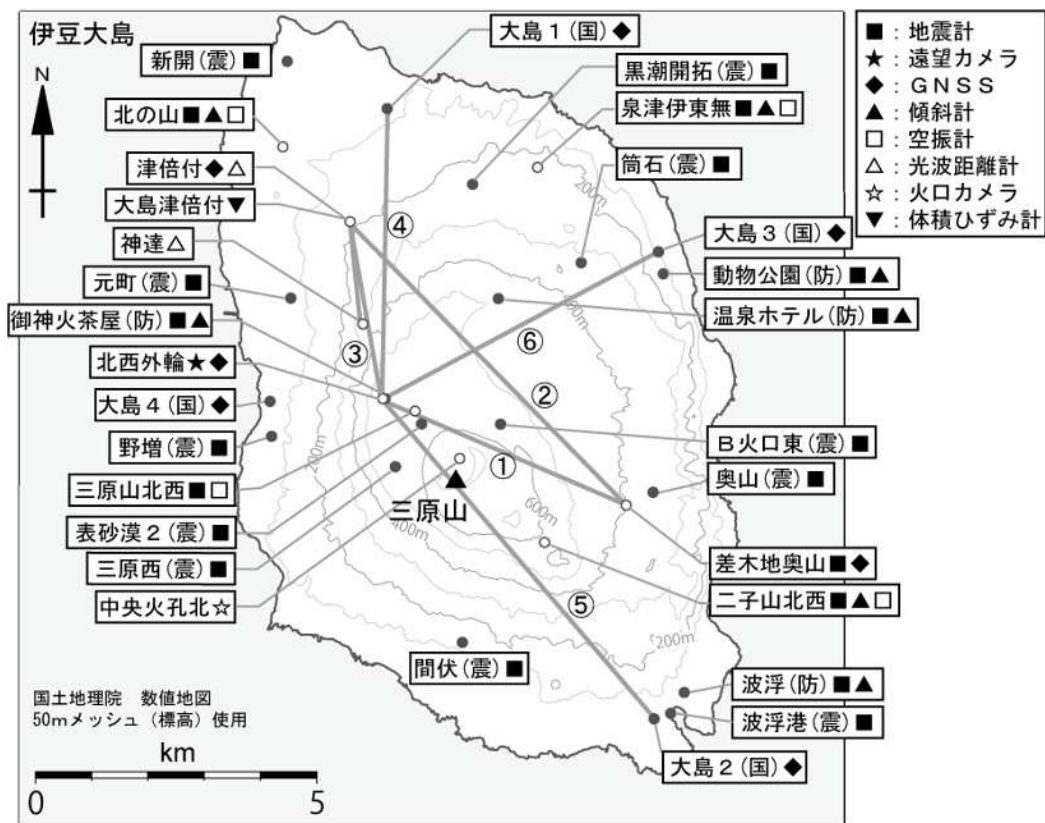 伊豆大島
N
新開(震)■
北の山■▲□
津倍付◆△
大島津倍付▼
神達△
元町(震)■
御神火茶屋(防)■▲
北西外輪★◆
大島4(国)◆
野増(震)■
三原山北西■□
表砂漠2(震)■
三原西(震)■
中央火孔北☆
大島1(国)◆
黒潮開拓(震)■
泉津伊東無■▲□
筒石(震)■
大島3(国)◆
動物公園(防)■▲
温泉ホテル(防)■▲
B火口東(震)■
奥山(震)■
差木地奥山■◆
二子山北西■▲□
波浮(防)■▲
波浮港(震)■
大島2(国)◆
間伏(震)■
三原山
①
②
③
④
⑤
⑥
200m
200m
400m
400m
600m
200m
国土地理院 数値地図
50mメッシュ(標高)使用
km
0 5
■:地震計
★:遠望カメラ
◆:GNSS
▲:傾斜計
□:空振計
△:光波距離計
☆:火口カメラ
▼:体積ひずみ計